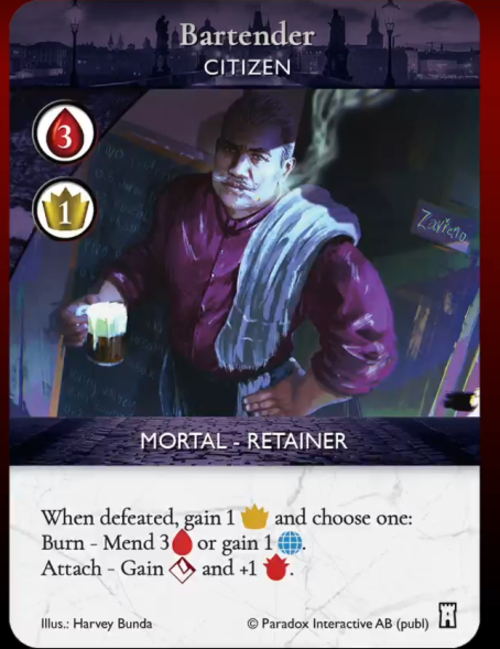 Bartender
CITIZEN
3
1
Zavřeno
MORTAL - RETAINER
When defeated, gain 1 and choose one:
Burn - Mend 3 or gain 1 .
Attach - Gain and +1 .
Illus.: Harvey Bunda
© Paradox Interactive AB (publ)